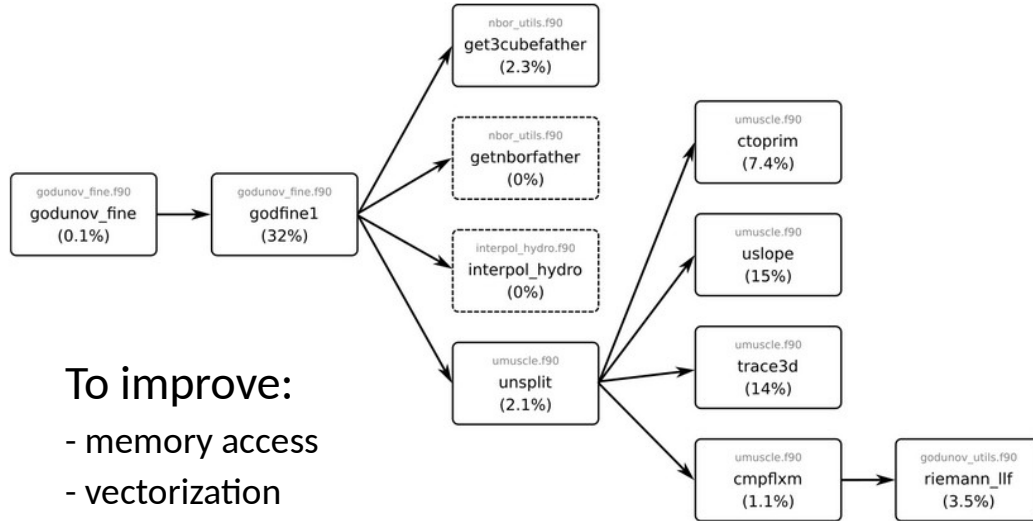 nbor_utils.f90
get3cubefather
(2.3%)
nbor_utils.f90
getnborfather
(0%)
umuscle.f90
ctoprim
(7.4%)
godunov_fine.f90
godunov_fine
(0.1%)
godunov_fine.f90
godfine1
(32%)
interpol_hydro.f90
interpol_hydro
(0%)
umuscle.f90
uslope
(15%)
umuscle.f90
unsplit
(2.1%)
umuscle.f90
trace3d
(14%)
umuscle.f90
cmpflxm
(1.1%)
godunov_utils.f90
riemann_llf
(3.5%)
To improve:
- memory access
- vectorization